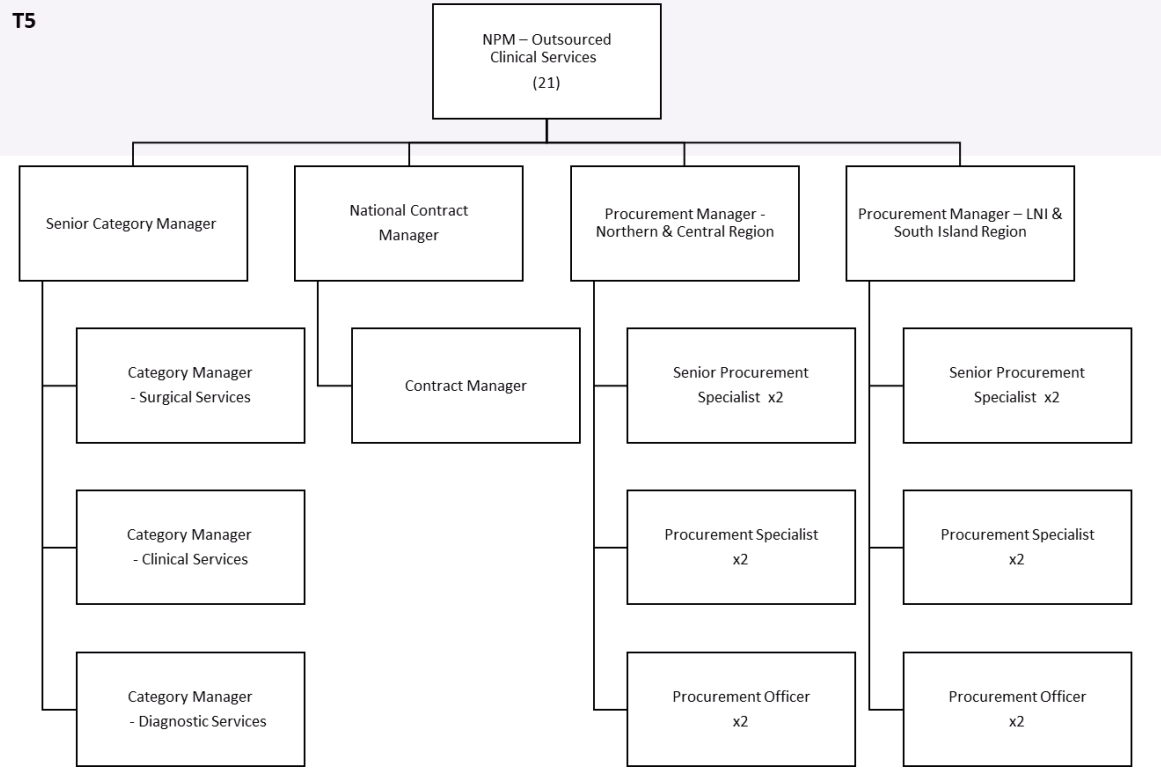 T5
NPM – Outsourced
Clinical Services
(21)
Senior Category Manager
National Contract
Manager
Procurement Manager -
Northern & Central Region
Procurement Manager – LNI &
South Island Region
Category Manager
- Surgical Services
Contract Manager
Senior Procurement
Specialist  x2
Senior Procurement
Specialist  x2
Category Manager
- Clinical Services
Procurement Specialist
x2
Procurement Specialist
x2
Category Manager
- Diagnostic Services
Procurement Officer
x2
Procurement Officer
x2